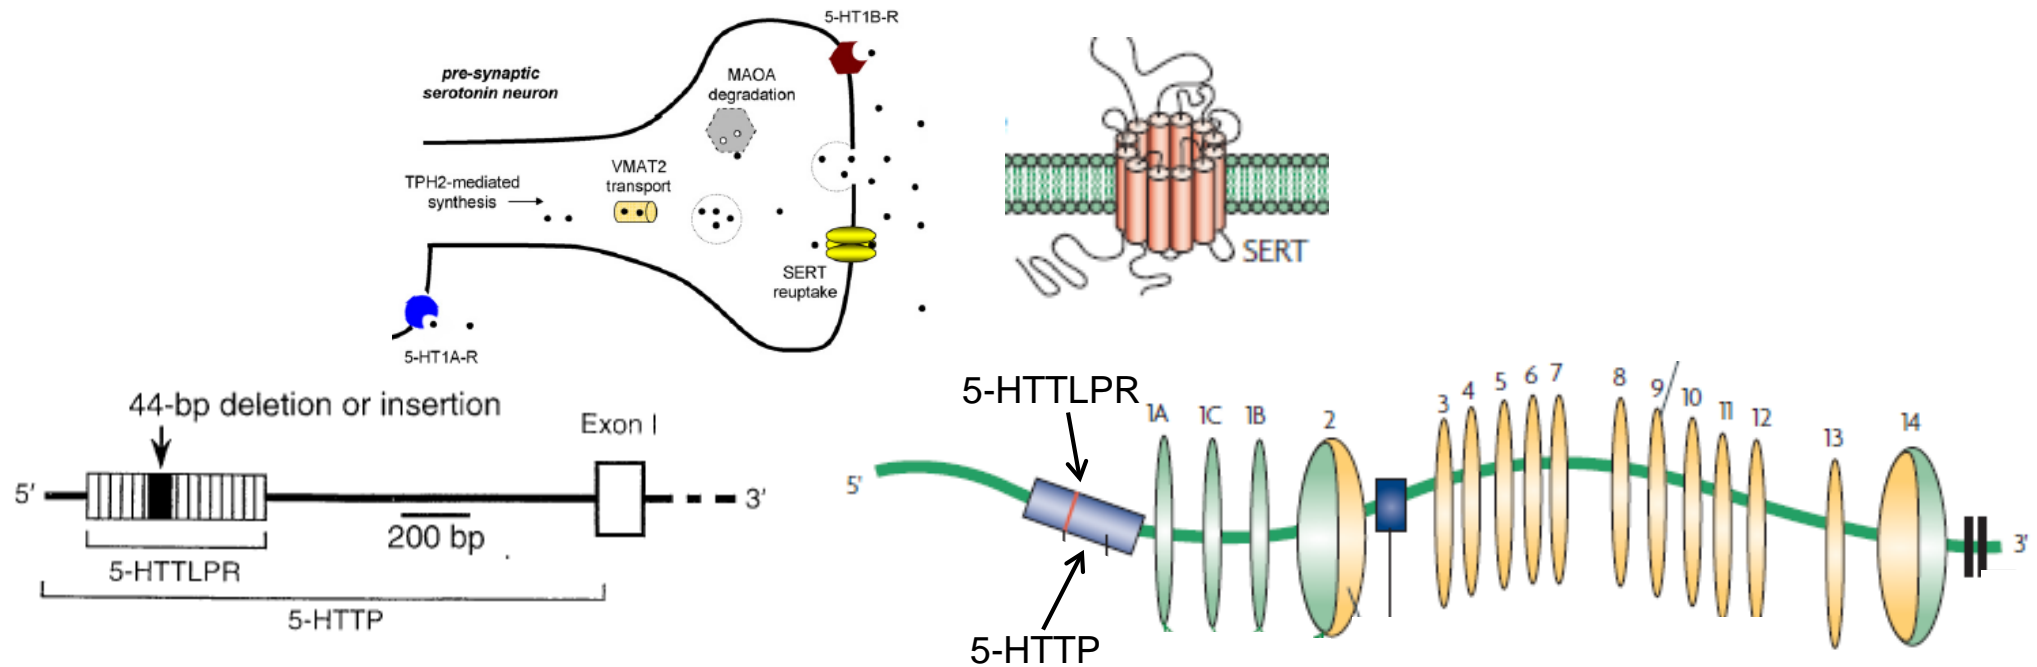 5-HT1B-R
pre-synaptic
serotonin neuron
MAOA
degradation
VMAT2
transport
TPH2-mediated
synthesis
SERT
reuptake
5-HT1A-R
SERT
44-bp deletion or insertion
Exon I
5'
3'
200 bp
5-HTTLPR
5-HTTP
5-HTTLPR
5'
1A
1C
1B
2
3
4
5
6
7
8
9
10
11
12
13
14
3'
5-HTTP